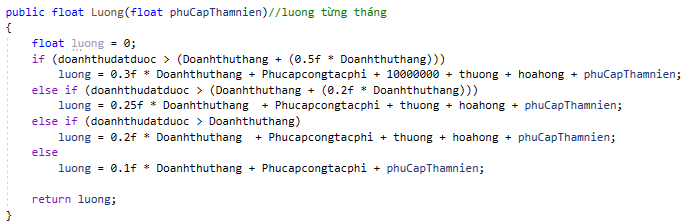 public float Luong(float phuCapThamnien)//luong từng tháng
{
float luong = 0;
if (doanhthudatduoc > (Doanhthuthang + (0.5f * Doanhthuthang)))
luong = 0.3f * Doanhthuthang + Phucapcongtacphi + 10000000 + thuong + hoahong + phuCapThamnien;
else if (doanhthudatduoc > (Doanhthuthang + (0.2f * Doanhthuthang)))
luong = 0.25f * Doanhthuthang  + Phucapcongtacphi + thuong + hoahong + phuCapThamnien;
else if (doanhthudatduoc > Doanhthuthang)
luong = 0.2f * Doanhthuthang  + Phucapcongtacphi + thuong + hoahong + phuCapThamnien;
else
luong = 0.1f * Doanhthuthang + Phucapcongtacphi + phuCapThamnien;
return luong;
}